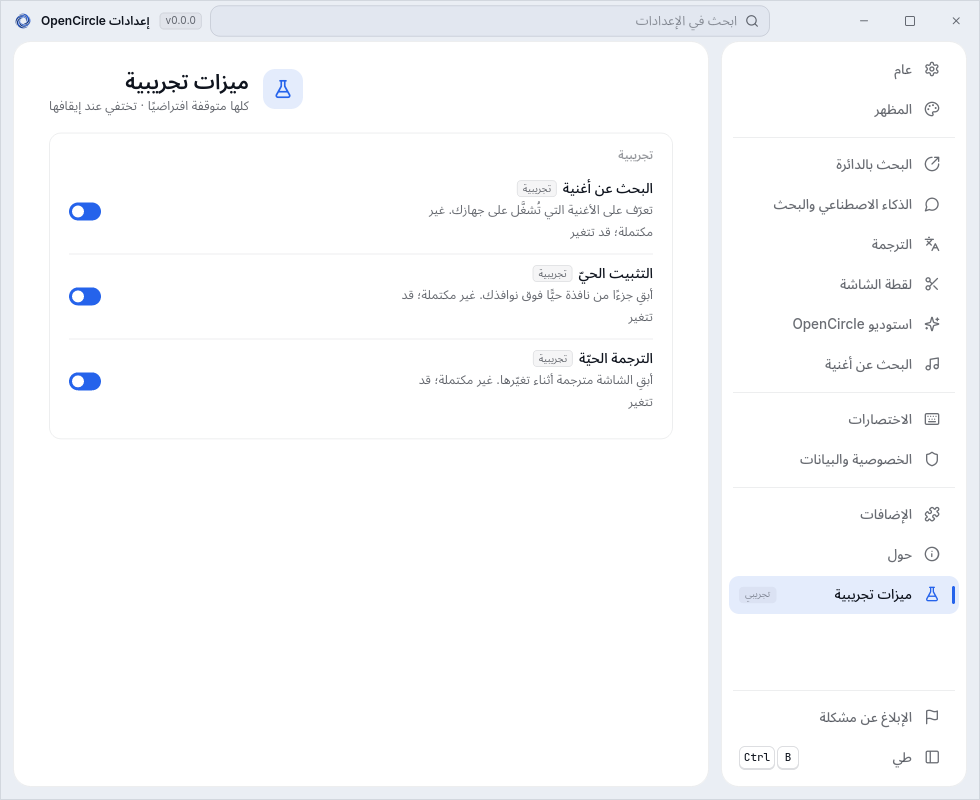 إعدادات OpenCircle
v0.0.0
ابحث في الإعدادات
عام
المظهر
البحث بالدائرة
الذكاء الاصطناعي والبحث
الترجمة
لقطة الشاشة
استوديو OpenCircle
البحث عن أغنية
الاختصارات
الخصوصية والبيانات
الإضافات
حول
ميزات تجريبية
تجريبي
الإبلاغ عن مشكلة
طي
Ctrl B
ميزات تجريبية
كلها متوقفة افتراضيًا · تختفي عند إيقافها
تجريبية
البحث عن أغنية تجريبية
تعرّف على الأغنية التي تُشغَّل على جهازك. غير
مكتملة؛ قد تتغير
التثبيت الحيّ تجريبية
أبقِ جزءًا من نافذة حيًّا فوق نوافذك. غير مكتملة؛ قد
تتغير
الترجمة الحيّة تجريبية
أبقِ الشاشة مترجمة أثناء تغيّرها. غير مكتملة؛ قد
تتغير